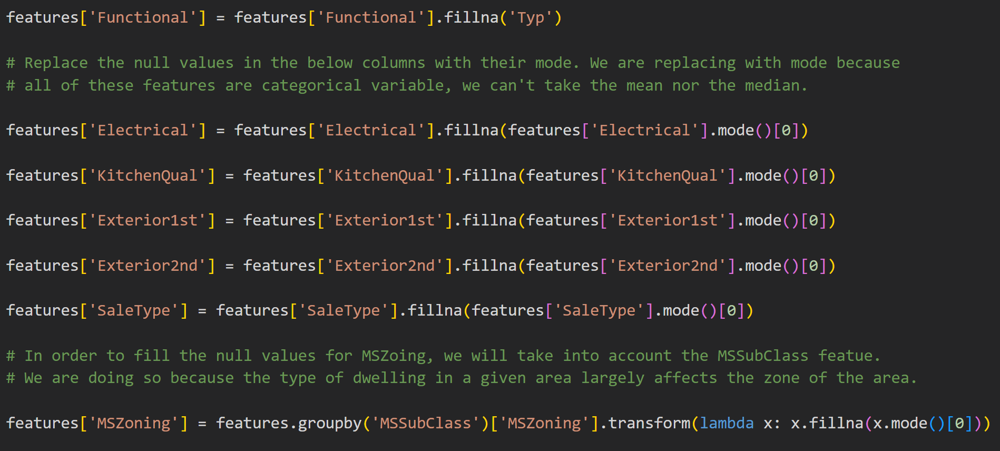 features['Functional'] = features['Functional'].fillna('Typ')
# Replace the null values in the below columns with their mode. We are replacing with mode because
# all of these features are categorical variable, we can't take the mean nor the median.
features['Electrical'] = features['Electrical'].fillna(features['Electrical'].mode()[0])
features['KitchenQual'] = features['KitchenQual'].fillna(features['KitchenQual'].mode()[0])
features['Exterior1st'] = features['Exterior1st'].fillna(features['Exterior1st'].mode()[0])
features['Exterior2nd'] = features['Exterior2nd'].fillna(features['Exterior2nd'].mode()[0])
features['SaleType'] = features['SaleType'].fillna(features['SaleType'].mode()[0])
# In order to fill the null values for MSZoing, we will take into account the MSSubClass featue.
# We are doing so because the type of dwelling in a given area largely affects the zone of the area.
features['MSZoning'] = features.groupby('MSSubClass')['MSZoning'].transform(lambda x: x.fillna(x.mode()[0]))